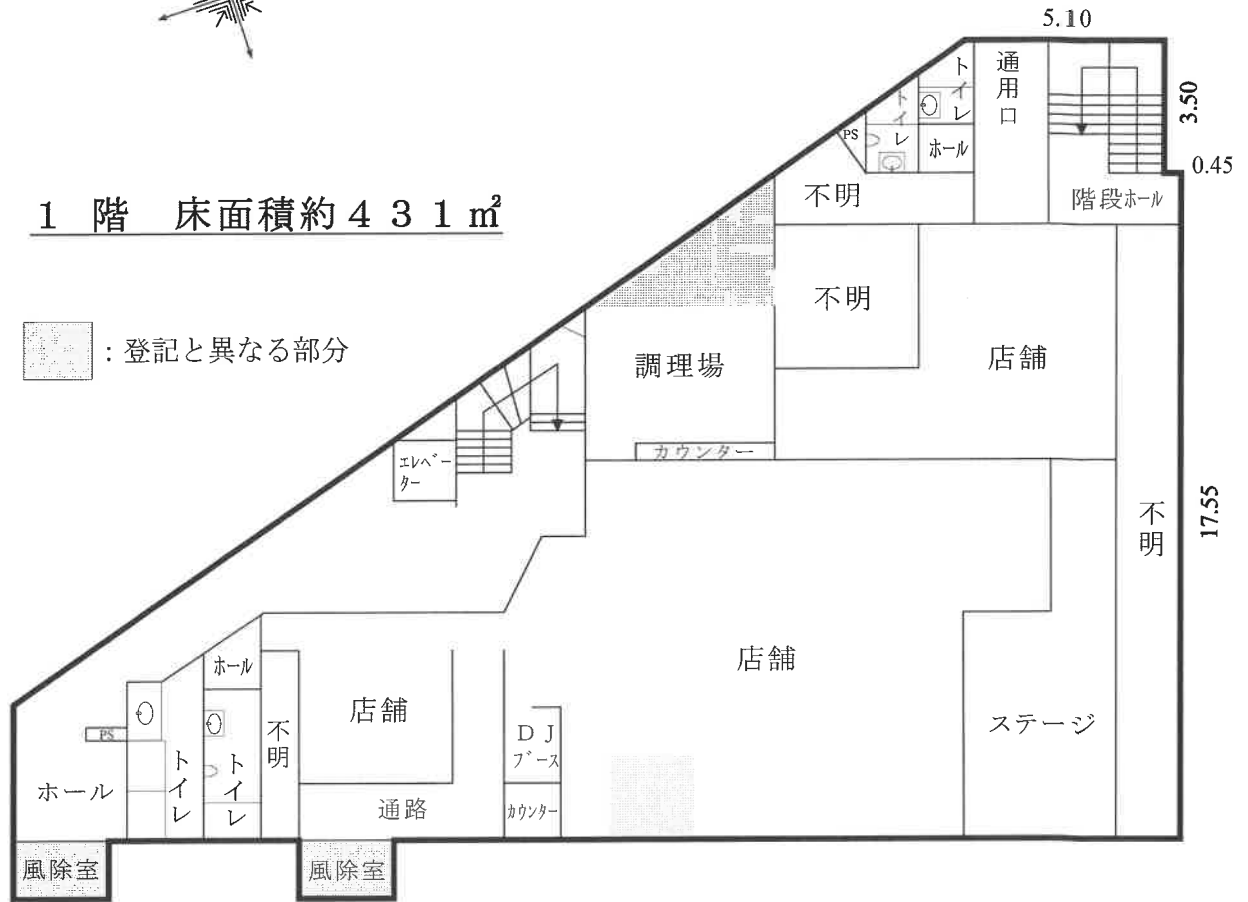 5.10
通用口
トイレ
トイレ
3.50
PS
ホール
0.45
不明
階段ホール
1 階 床面積約431㎡
不明
:登記と異なる部分
店舗
調理場
カウンター
エレベー
ター
不明
17.55
ホール
店舗
店舗
ステージ
不明
DJ
ブース
PS
トイレ
トイレ
ホール
通路
カウンター
風除室
風除室